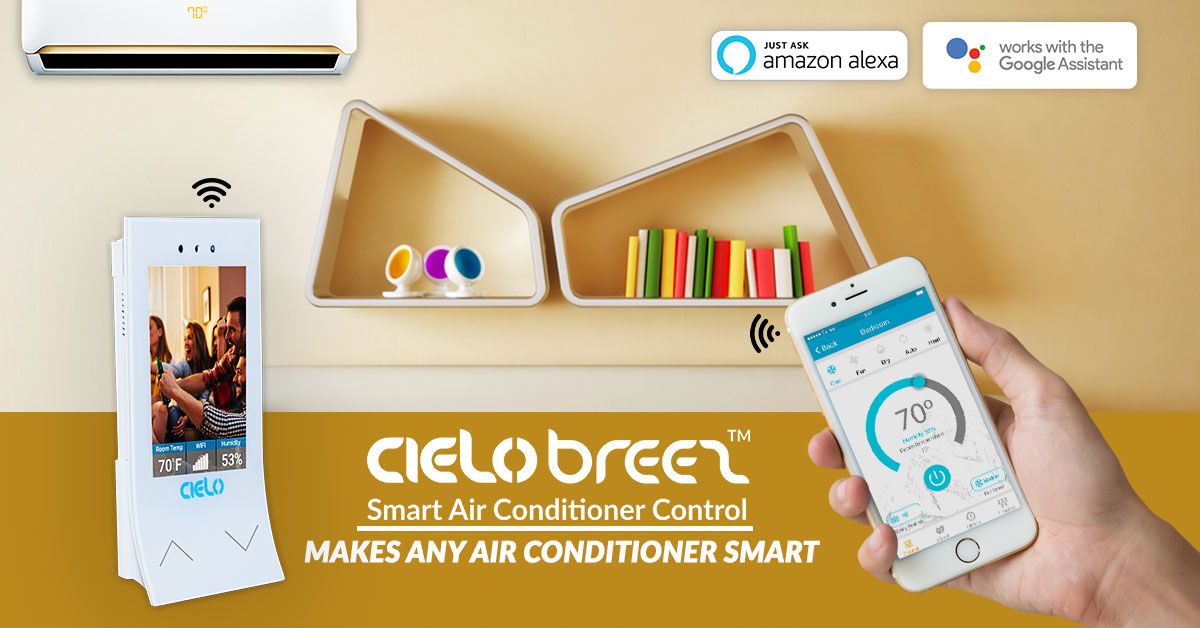 70°
JUST ASK
amazon alexa
works with the
Google Assistant
Room Temp WIFI Humidity
70°F 53%
CIELO
Back Bedroom
Cool Fan Dry Auto Heat
70°
CIELO breez™
Smart Air Conditioner Control
MAKES ANY AIR CONDITIONER SMART